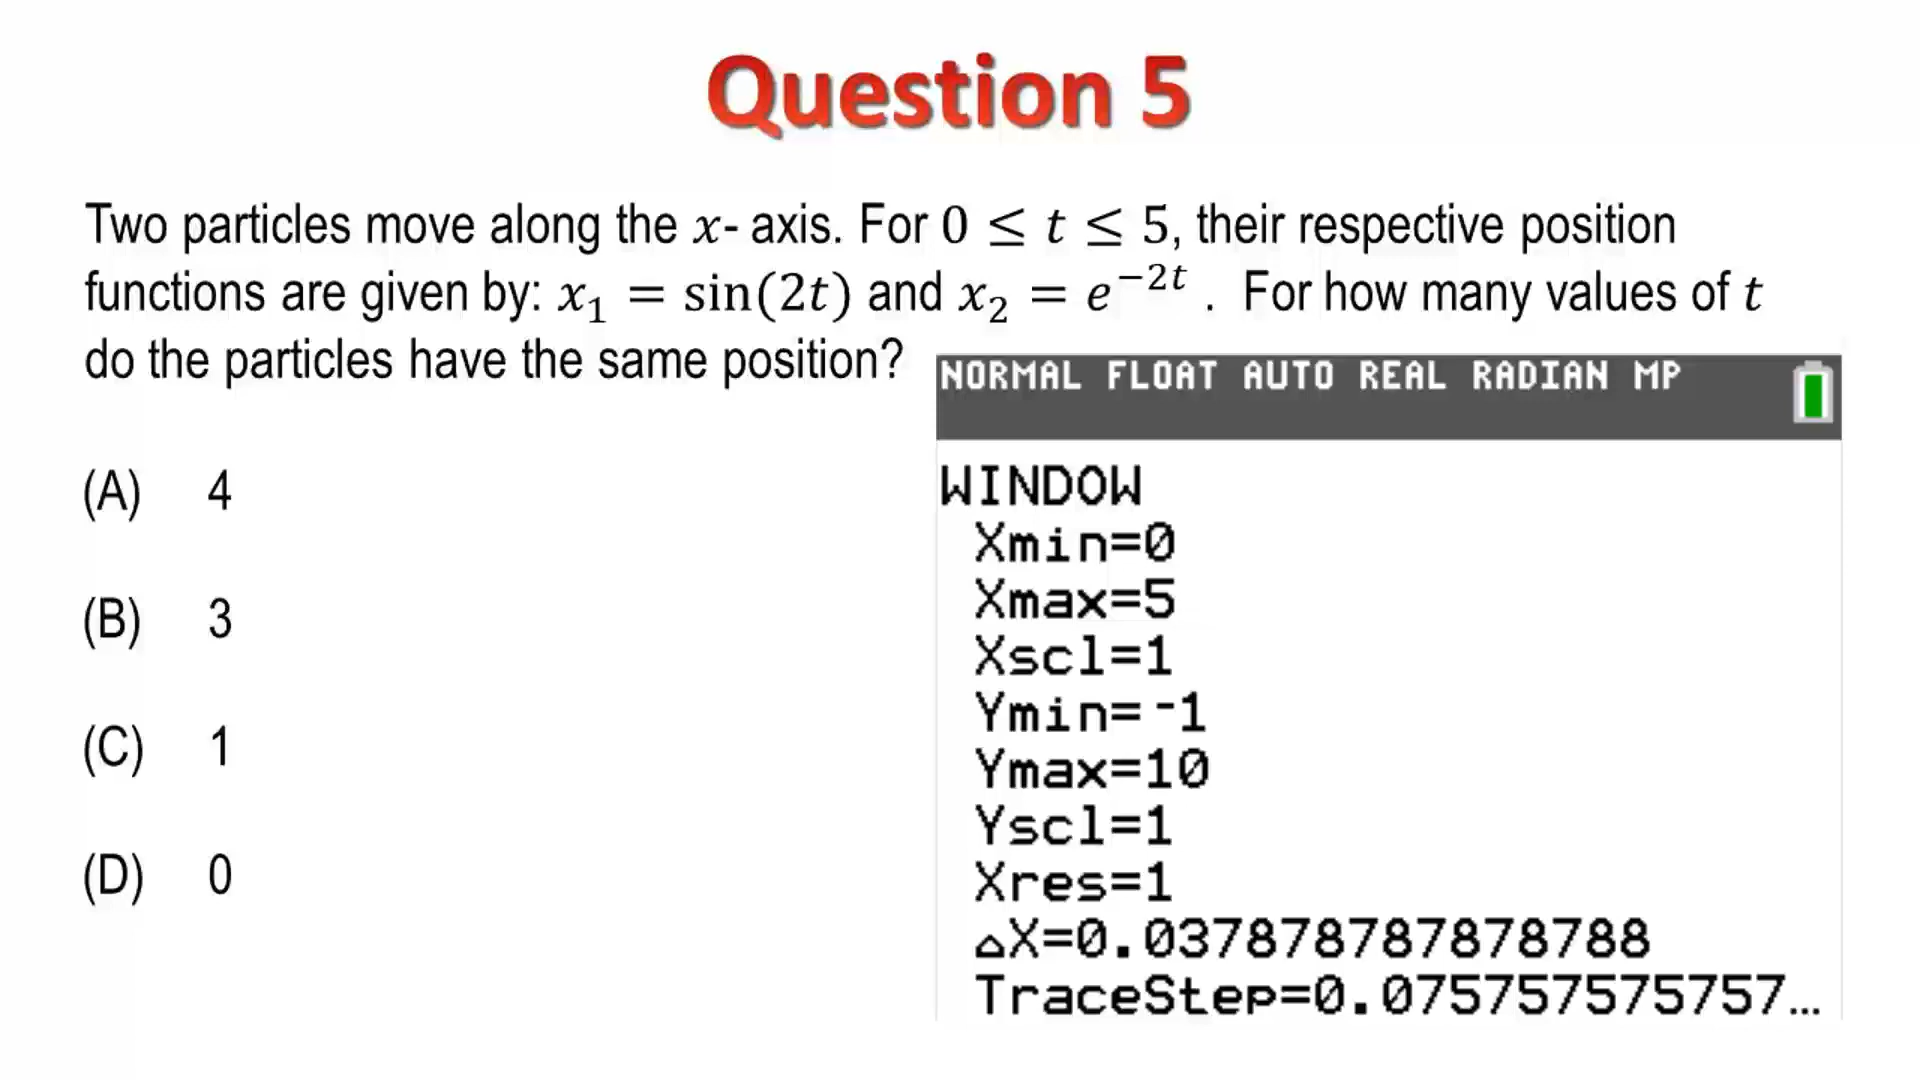 Question 5
Two particles move along the x- axis. For 0 ≤ t ≤ 5, their respective position
functions are given by: x₁ = sin(2t) and x₂ = e⁻²ᵗ . For how many values of t
do the particles have the same position?
(A) 4
(B) 3
(C) 1
(D) 0
NORMAL FLOAT AUTO REAL RADIAN MP
WINDOW
Xmin=0
Xmax=5
Xscl=1
Ymin=-1
Ymax=10
Yscl=1
Xres=1
△X=0.037878787878788
TraceStep=0.075757575757...